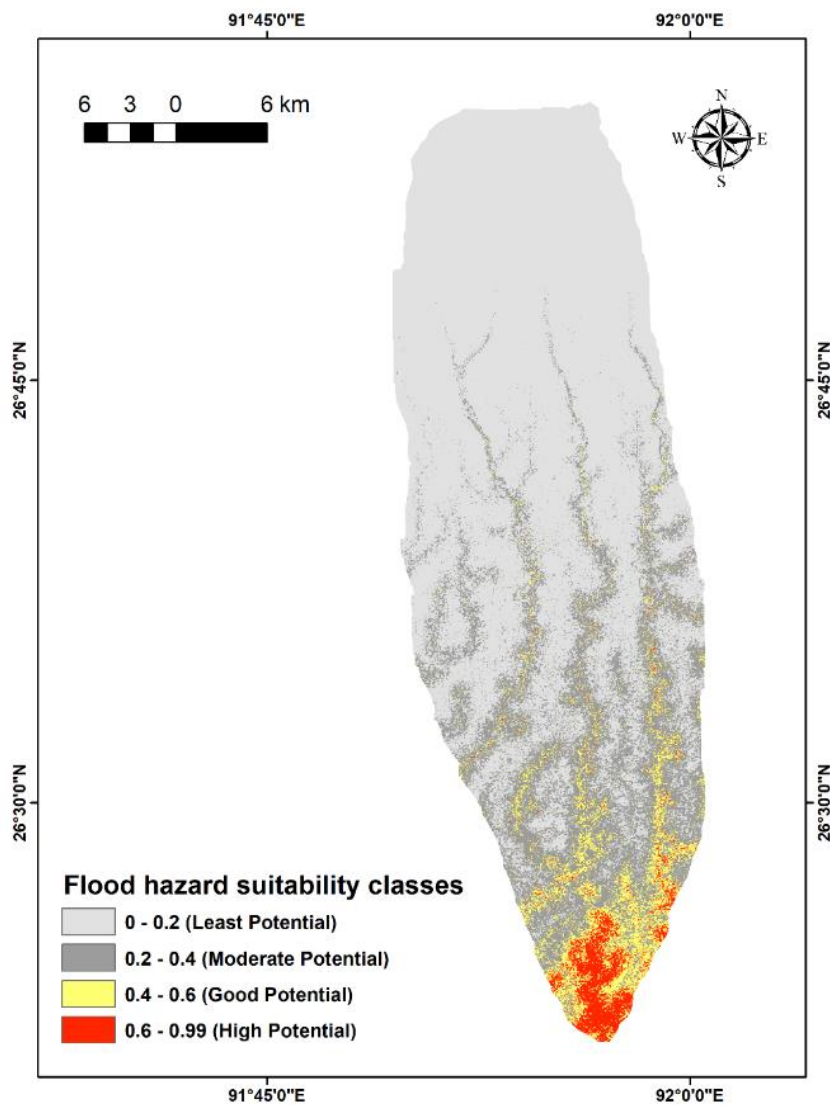 91°45'0"E 92°0'0"E
6 3 0 6 km
N
W E
S
26°45'0"N 26°45'0"N
26°30'0"N 26°30'0"N
Flood hazard suitability classes
0 - 0.2 (Least Potential)
0.2 - 0.4 (Moderate Potential)
0.4 - 0.6 (Good Potential)
0.6 - 0.99 (High Potential)
91°45'0"E 92°0'0"E